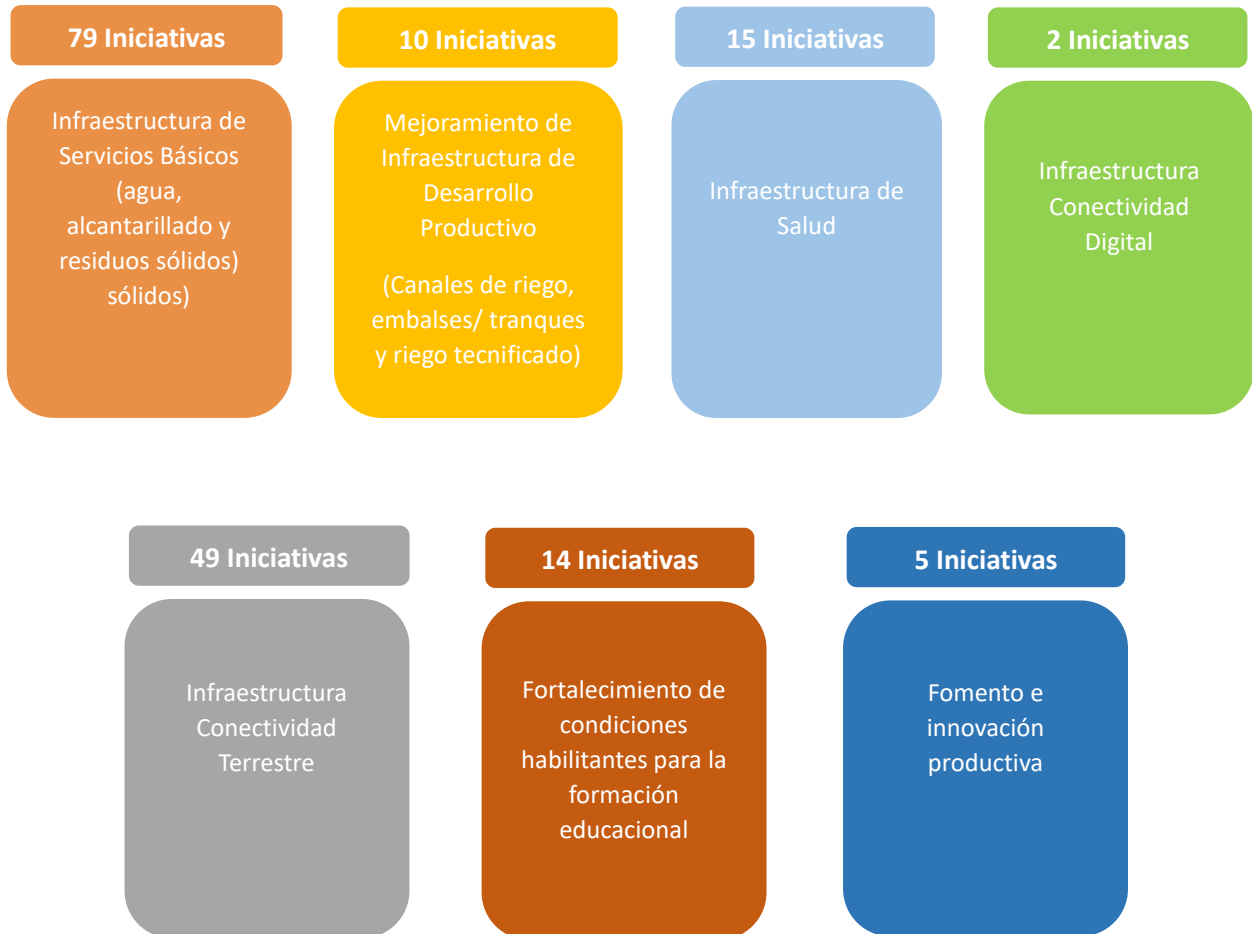 79 Iniciativas
Infraestructura de
Servicios Básicos
(agua,
alcantarillado y
residuos sólidos)
sólidos)
10 Iniciativas
Mejoramiento de
Infraestructura de
Desarrollo
Productivo
(Canales de riego,
embalses/ tranques
y riego tecnificado)
15 Iniciativas
Infraestructura de
Salud
2 Iniciativas
Infraestructura
Conectividad
Digital
49 Iniciativas
Infraestructura
Conectividad
Terrestre
14 Iniciativas
Fortalecimiento de
condiciones
habilitantes para la
formación
educacional
5 Iniciativas
Fomento e
innovación
productiva